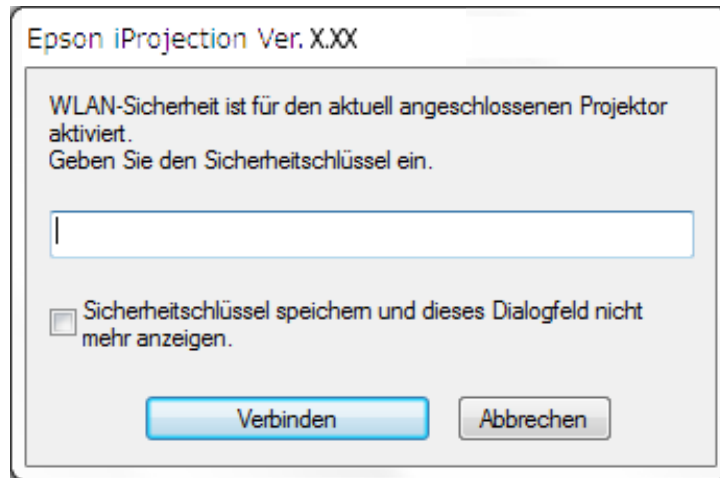 Epson iProjection Ver. X.XX
WLAN-Sicherheit ist für den aktuell angeschlossenen Projektor
aktiviert.
Geben Sie den Sicherheitschlüssel ein.
Sicherheitschlüssel speichern und dieses Dialogfeld nicht
mehr anzeigen.
Verbinden
Abbrechen